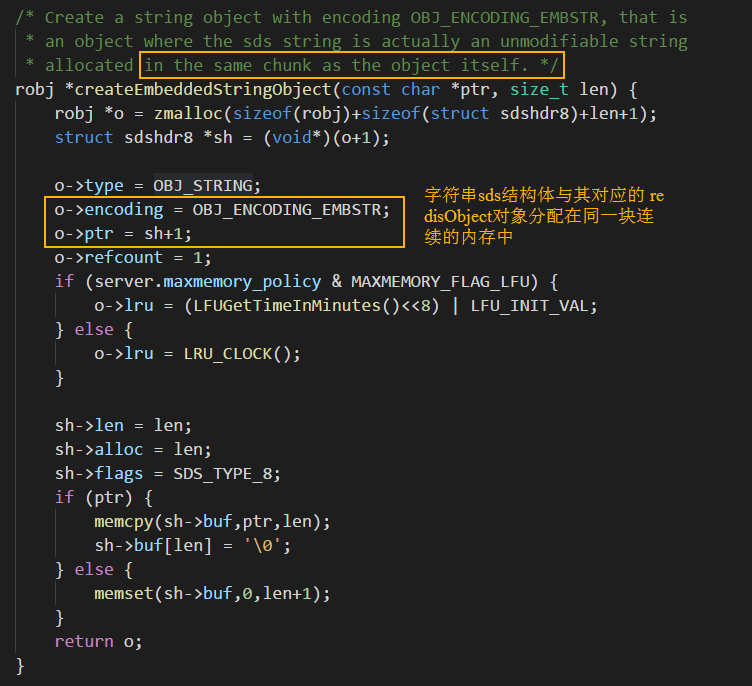 /* Create a string object with encoding OBJ_ENCODING_EMBSTR, that is
 * an object where the sds string is actually an unmodifiable string
 * allocated in the same chunk as the object itself. */
robj *createEmbeddedStringObject(const char *ptr, size_t len) {
    robj *o = zmalloc(sizeof(robj)+sizeof(struct sdshdr8)+len+1);
    struct sdshdr8 *sh = (void*)(o+1);

    o->type = OBJ_STRING;
    o->encoding = OBJ_ENCODING_EMBSTR;
    o->ptr = sh+1;
    o->refcount = 1;
字符串sds结构体与其对应的 re
disObject对象分配在同一块连
续的内存中
    if (server.maxmemory_policy & MAXMEMORY_FLAG_LFU) {
        o->lru = (LFUGetTimeInMinutes()<<8) | LFU_INIT_VAL;
    } else {
        o->lru = LRU_CLOCK();
    }

    sh->len = len;
    sh->alloc = len;
    sh->flags = SDS_TYPE_8;
    if (ptr) {
        memcpy(sh->buf,ptr,len);
        sh->buf[len] = '\0';
    } else {
        memset(sh->buf,0,len+1);
    }
    return o;
}